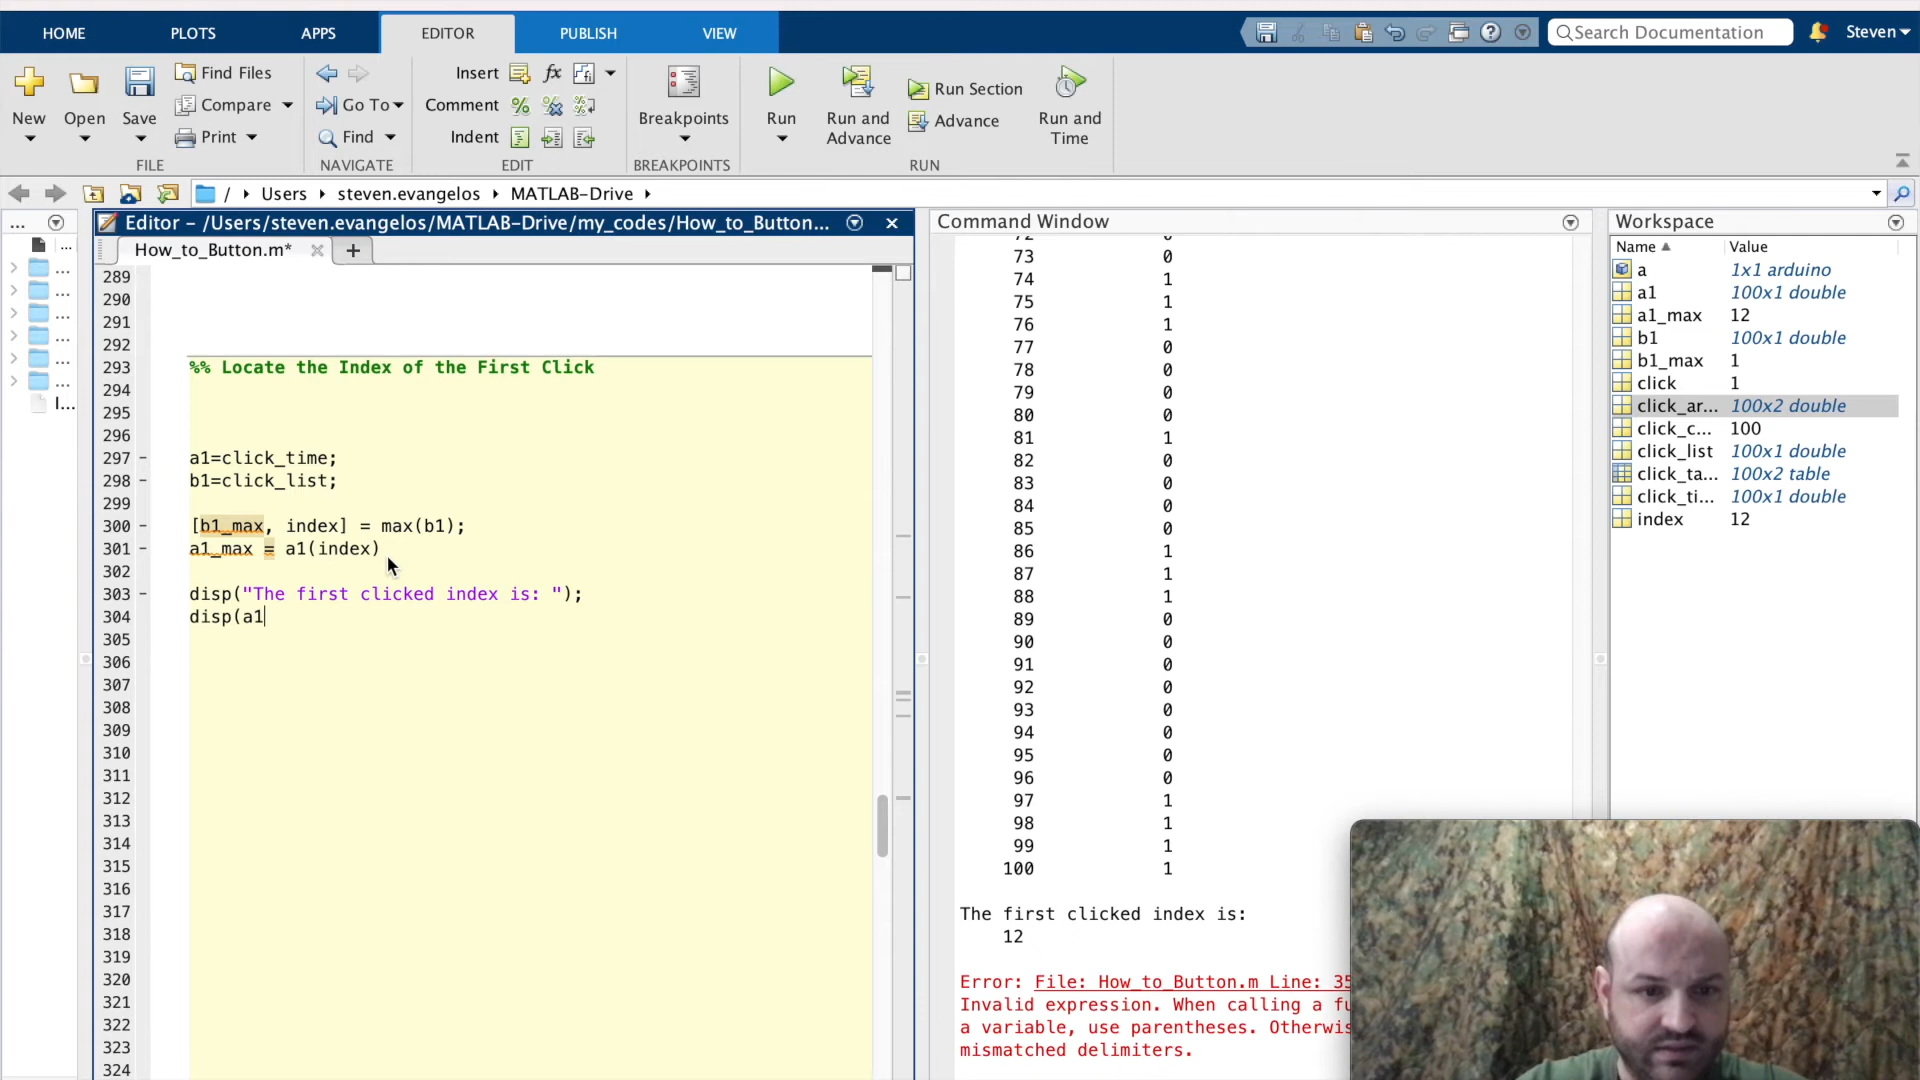 HOME PLOTS APPS EDITOR PUBLISH VIEW Search Documentation Steven
New Open Save Find Files Compare Print Go To Find Insert fx Comment Indent Breakpoints Run Run and Advance Run Section Advance Run and Time
FILE NAVIGATE EDIT BREAKPOINTS RUN
/ Users steven.evangelos MATLAB-Drive
Editor – /Users/steven.evangelos/MATLAB-Drive/my_codes/How_to_Button...
How_to_Button.m*
289
290
291
292
293 %% Locate the Index of the First Click
294
295
296
297 – a1=click_time;
298 – b1=click_list;
299
300 – [b1_max, index] = max(b1);
301 – a1_max = a1(index)
302
303 – disp("The first clicked index is: ");
304 disp(a1
305
306
307
308
309
310
311
312
313
314
315
316
317
318
319
320
321
322
323
324
Command Window
73 0
74 1
75 1
76 1
77 0
78 0
79 0
80 0
81 1
82 0
83 0
84 0
85 0
86 1
87 1
88 1
89 0
90 0
91 0
92 0
93 0
94 0
95 0
96 0
97 1
98 1
99 1
100 1
The first clicked index is:
12
Error: File: How_to_Button.m Line: 35
Invalid expression. When calling a fu
a variable, use parentheses. Otherwis
mismatched delimiters.
Workspace
Name Value
a 1x1 arduino
a1 100x1 double
a1_max 12
b1 100x1 double
b1_max 1
click 1
click_ar... 100x2 double
click_c... 100
click_list 100x1 double
click_ta... 100x2 table
click_ti... 100x1 double
index 12
... 
...
...
...
...
...
...
I...